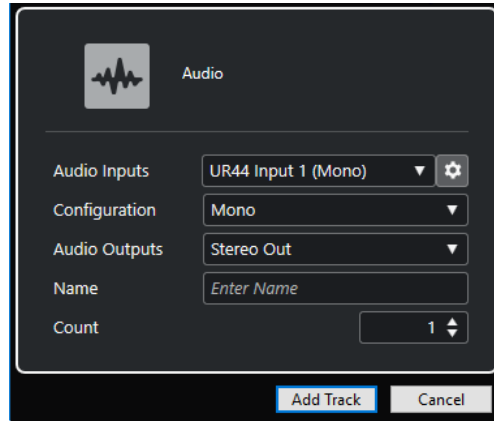 Audio
Audio Inputs UR44 Input 1 (Mono)
Configuration Mono
Audio Outputs Stereo Out
Name Enter Name
Count 1
Add Track Cancel